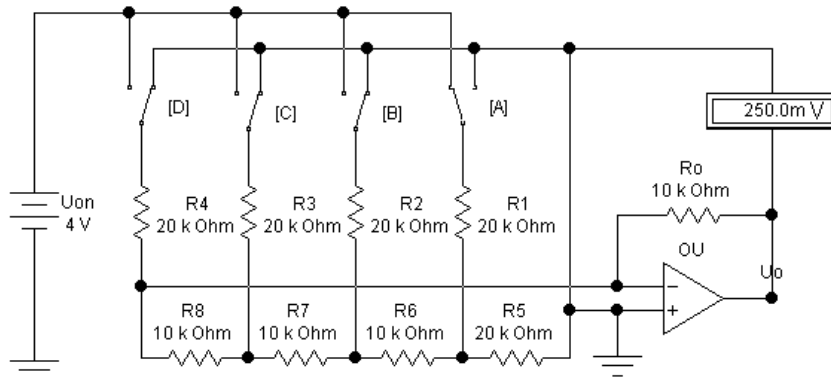 [D]
[C]
[B]
[A]
250.0m V
Uon
4 V
R4
20 k Ohm
R3
20 k Ohm
R2
20 k Ohm
R1
20 k Ohm
Ro
10 k Ohm
OU
Uo
R8
10 k Ohm
R7
10 k Ohm
R6
10 k Ohm
R5
20 k Ohm